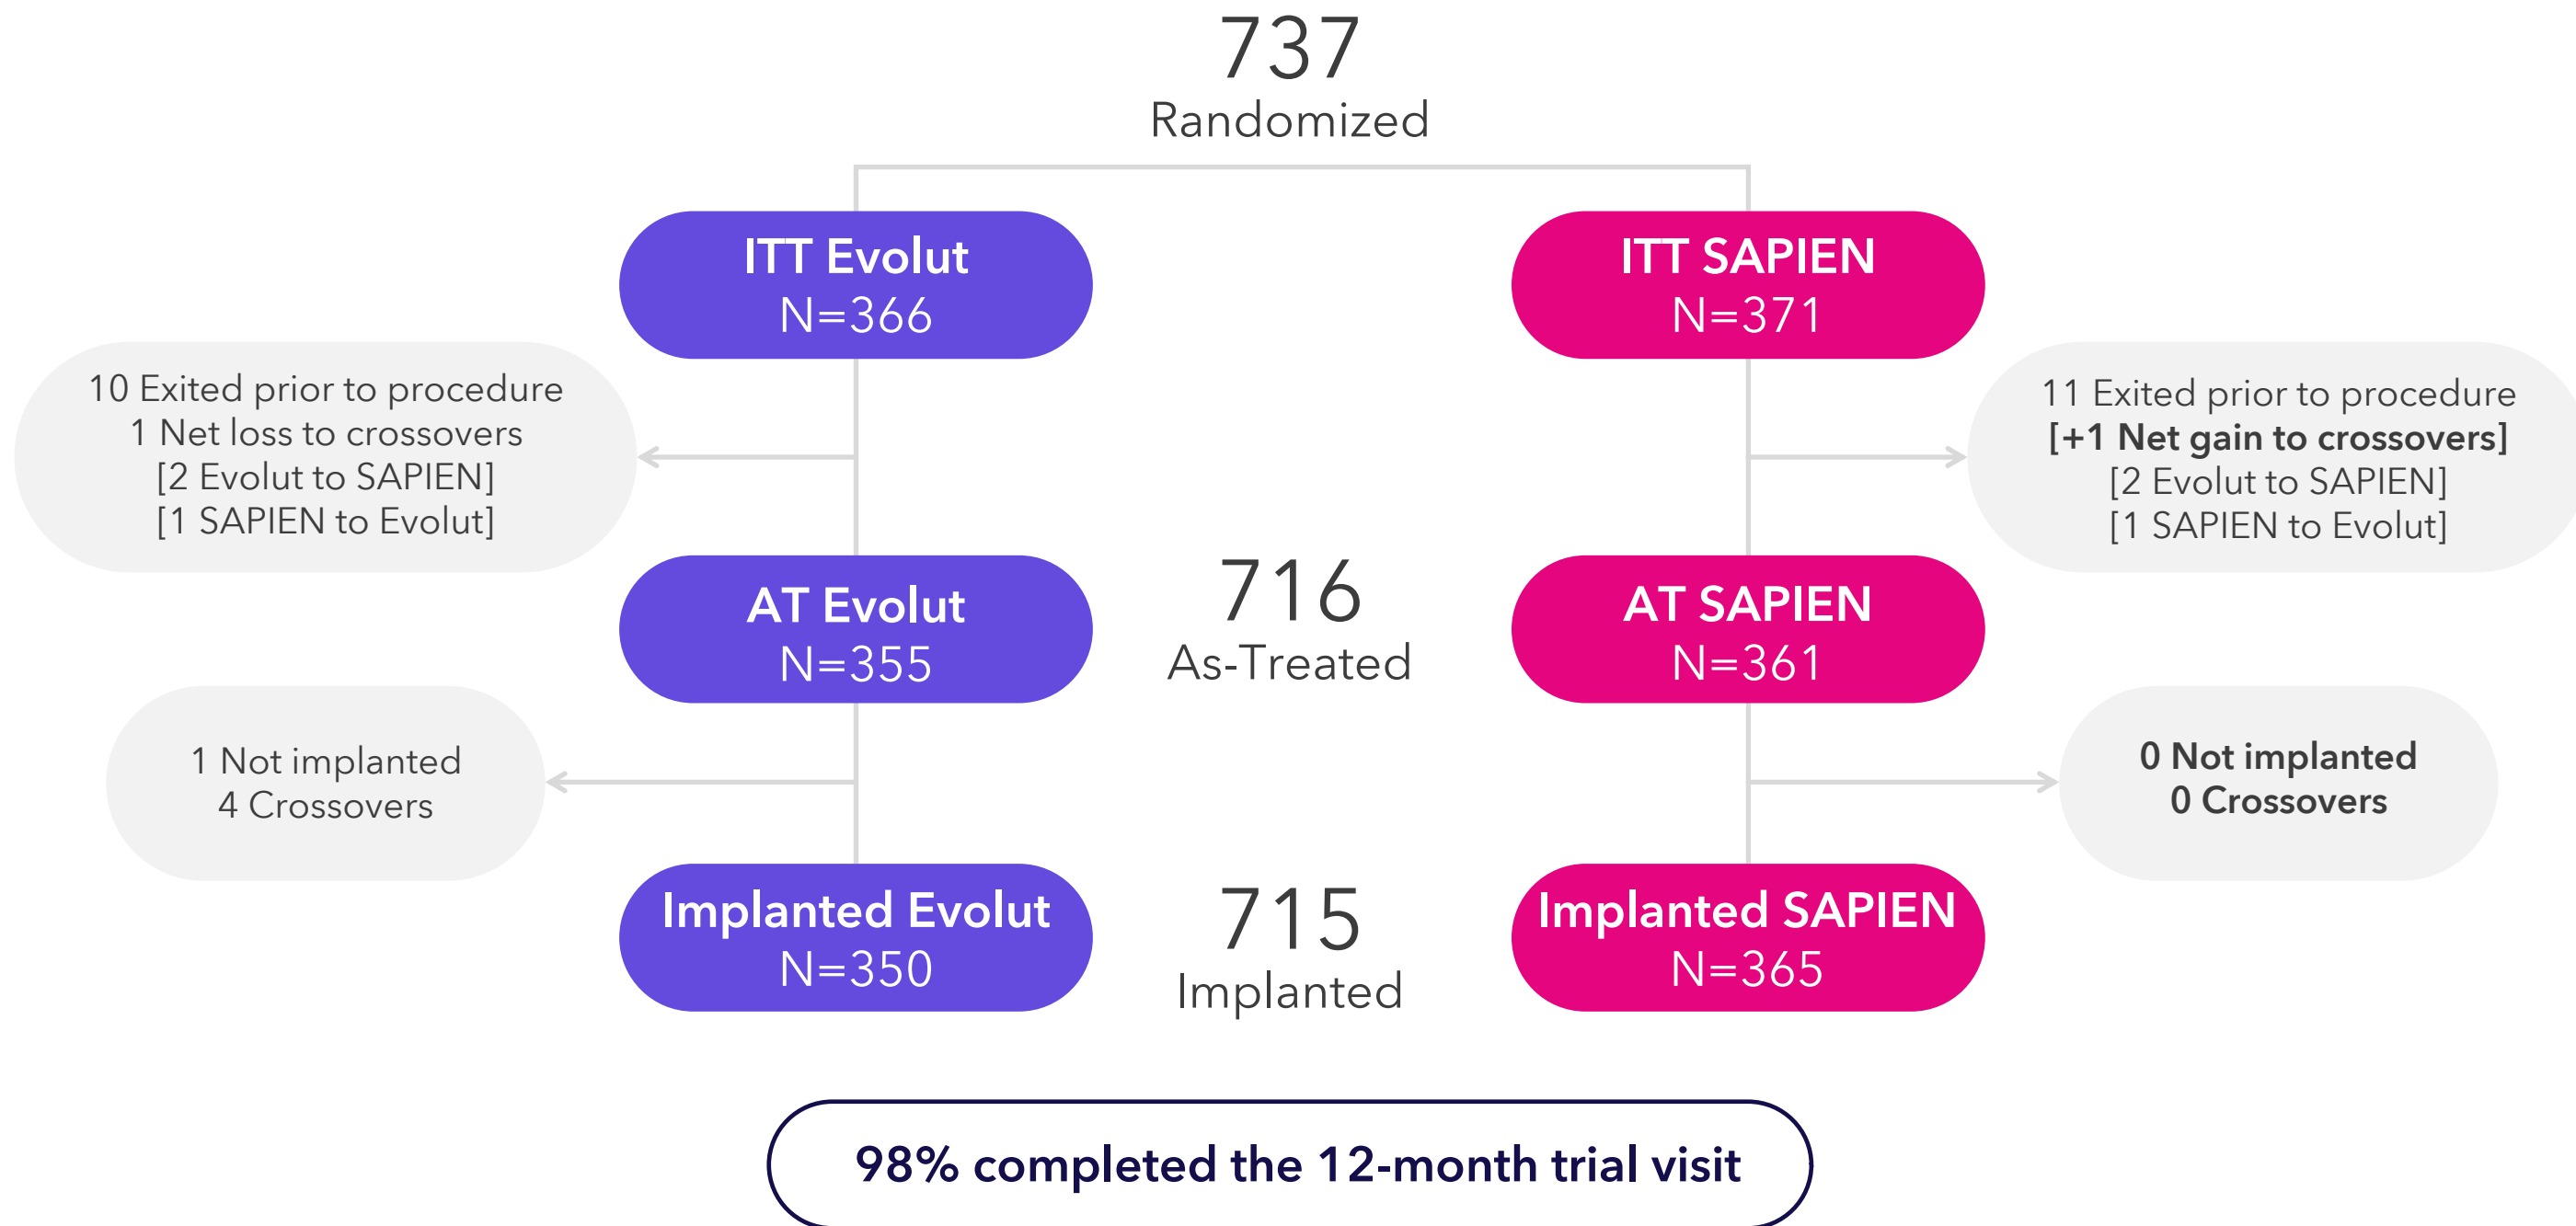 737
Randomized
ITT Evolut
N=366
ITT SAPIEN
N=371
10 Exited prior to procedure
1 Net loss to crossovers
[2 Evolut to SAPIEN]
[1 SAPIEN to Evolut]
11 Exited prior to procedure
[+1 Net gain to crossovers]
[2 Evolut to SAPIEN]
[1 SAPIEN to Evolut]
AT Evolut
N=355
716
As-Treated
AT SAPIEN
N=361
1 Not implanted
4 Crossovers
0 Not implanted
0 Crossovers
Implanted Evolut
N=350
715
Implanted
Implanted SAPIEN
N=365
98% completed the 12-month trial visit